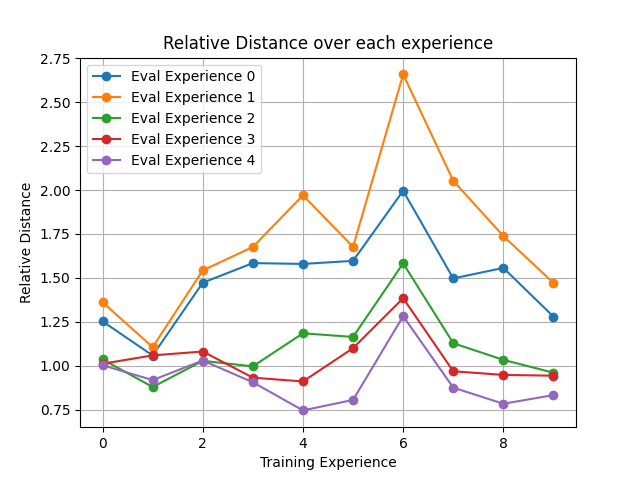 Relative Distance over each experience
Eval Experience 0
Eval Experience 1
Eval Experience 2
Eval Experience 3
Eval Experience 4
Relative Distance
2.75
2.50
2.25
2.00
1.75
1.50
1.25
1.00
0.75
0 2 4 6 8
Training Experience